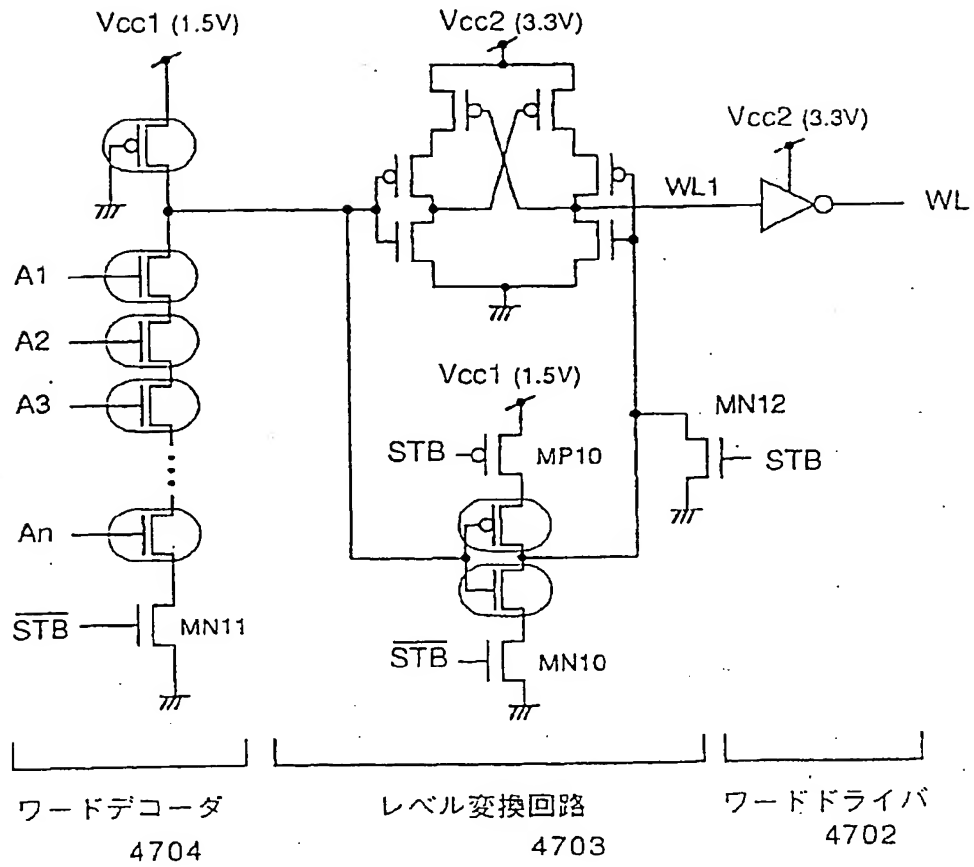 Vcc1 (1.5V)
Vcc2 (3.3V)
Vcc2 (3.3V)
WL1
WL
A1
A2
A3
An
STB
MN11
Vcc1 (1.5V)
STB
MP10
MN12
STB
STB
MN10
ワードデコーダ
4704
レベル変換回路
4703
ワードドライバ
4702